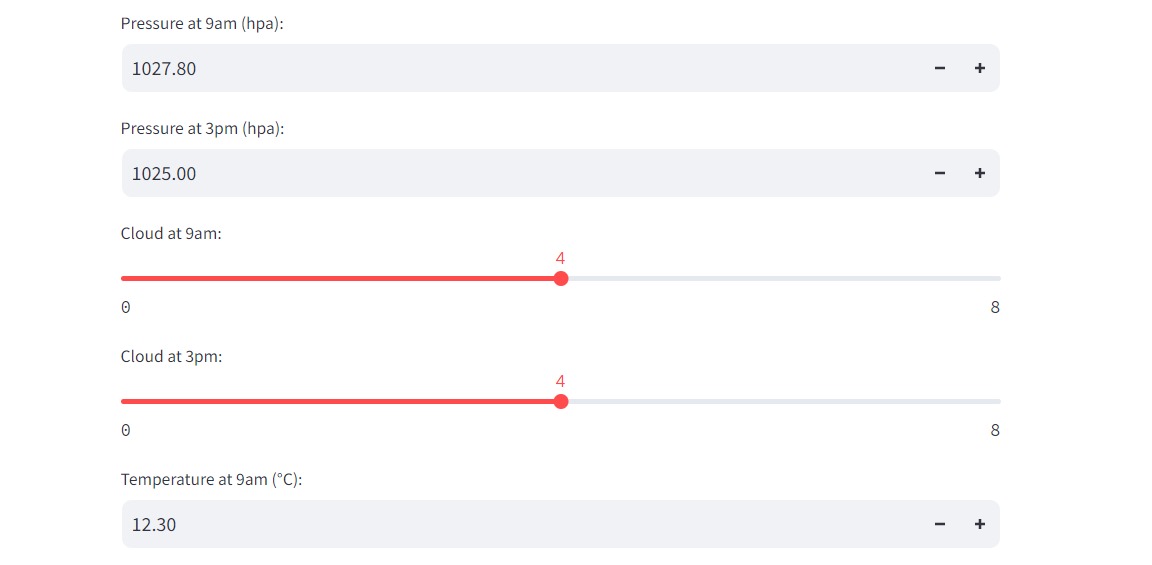 Pressure at 9am (hpa):
1027.80
Pressure at 3pm (hpa):
1025.00
Cloud at 9am:
4
0 8
Cloud at 3pm:
4
0 8
Temperature at 9am (°C):
12.30